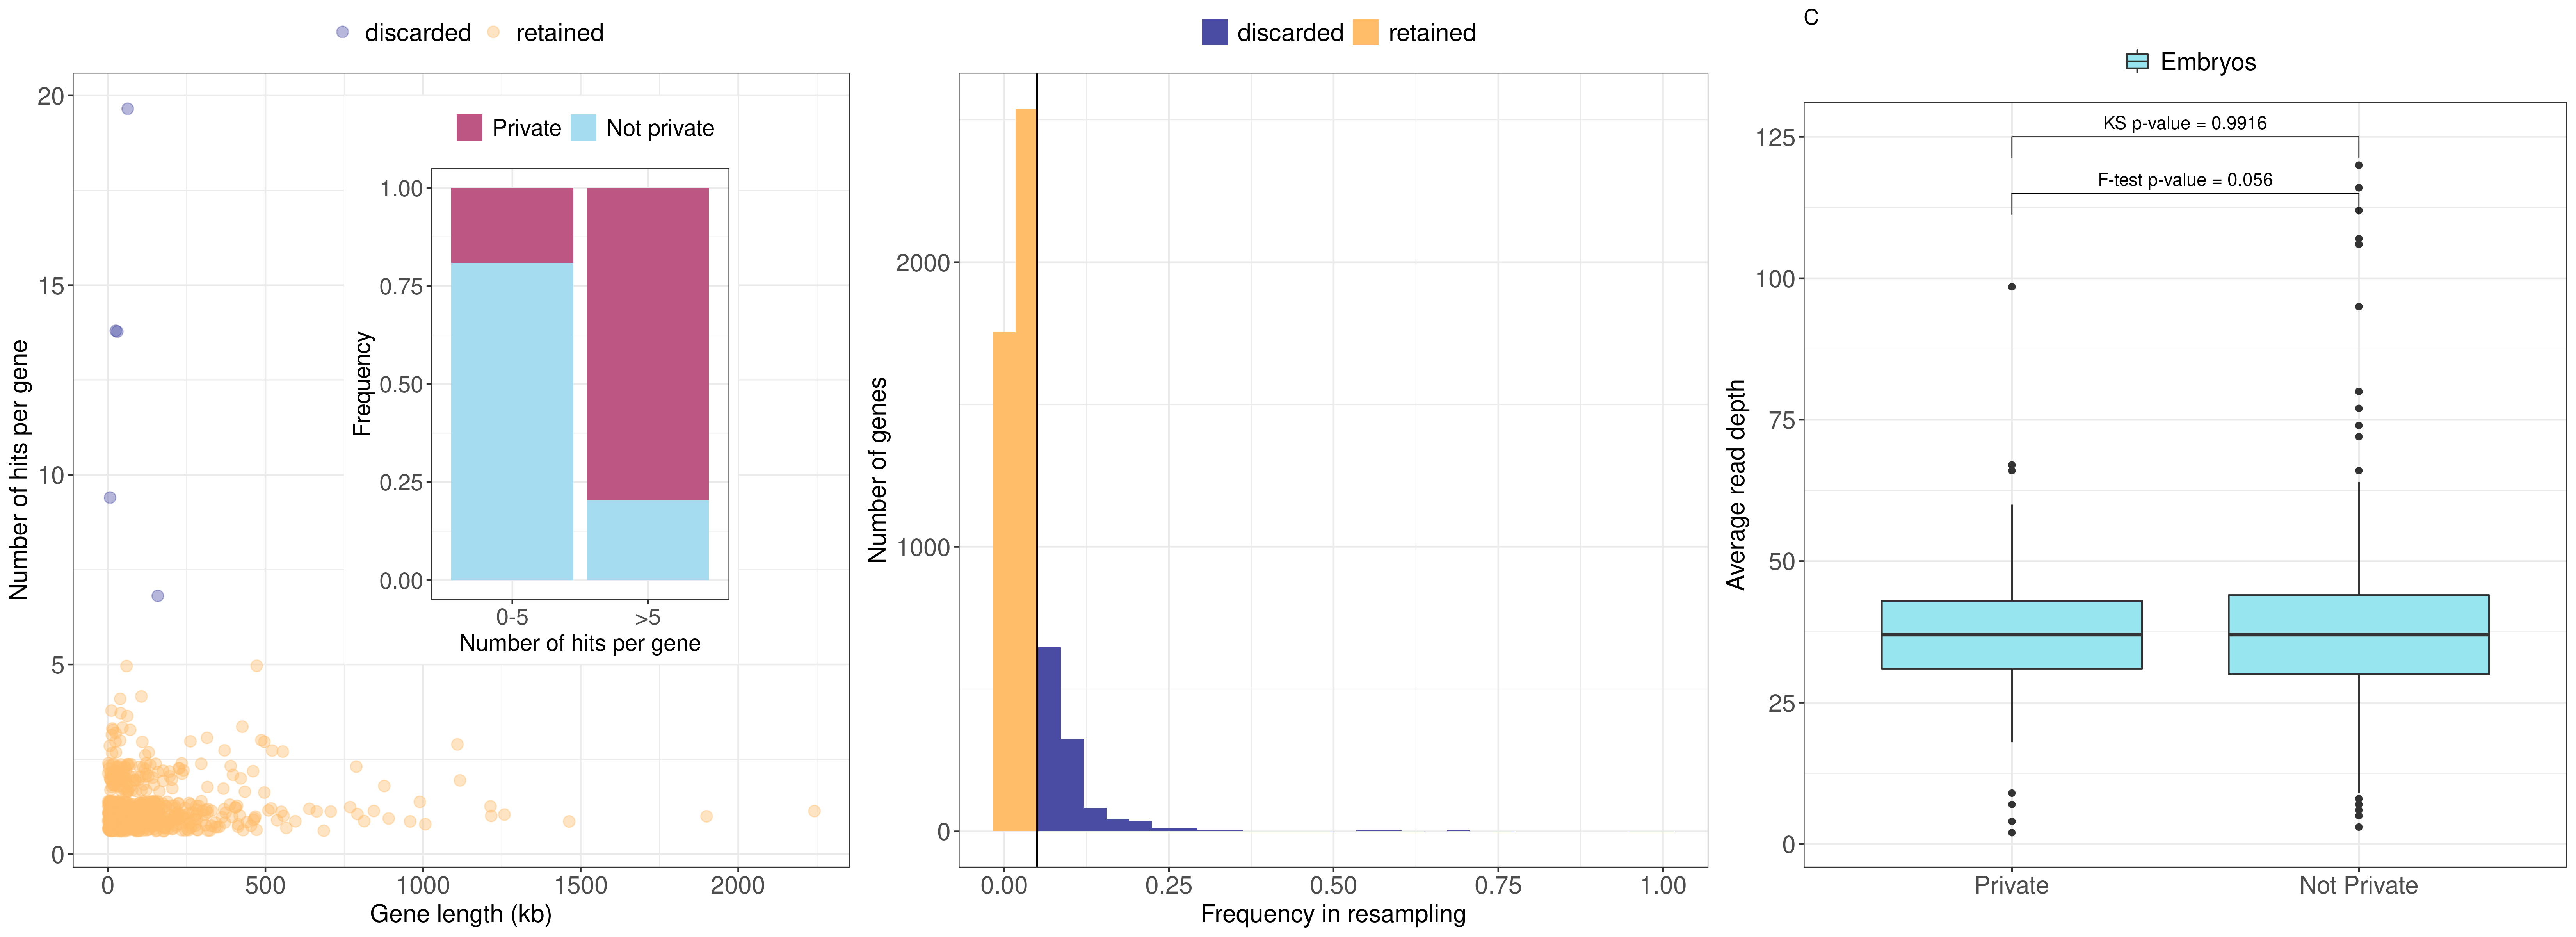 discarded retained
20
15
10
5
0
Number of hits per gene
0 500 1000 1500 2000
Gene length (kb)
Private Not private
1.00
0.75
0.50
0.25
0.00
Frequency
0-5 >5
Number of hits per gene
discarded retained
2000
1000
0
Number of genes
0.00 0.25 0.50 0.75 1.00
Frequency in resampling
C
Embryos
KS p-value = 0.9916
F-test p-value = 0.056
125
100
75
50
25
0
Average read depth
Private Not Private